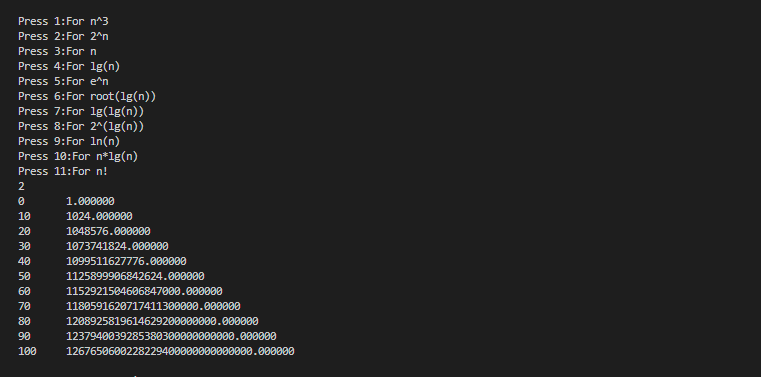 Press 1:For n^3
Press 2:For 2^n
Press 3:For n
Press 4:For lg(n)
Press 5:For e^n
Press 6:For root(lg(n))
Press 7:For lg(lg(n))
Press 8:For 2^(lg(n))
Press 9:For ln(n)
Press 10:For n*lg(n)
Press 11:For n!
2
0 1.000000
10 1024.000000
20 1048576.000000
30 1073741824.000000
40 1099511627776.000000
50 1125899906842624.000000
60 1152921504606847000.000000
70 1180591620717411300000.000000
80 1208925819614629200000000.000000
90 1237940039285380300000000000.000000
100 1267650600228229400000000000000.000000